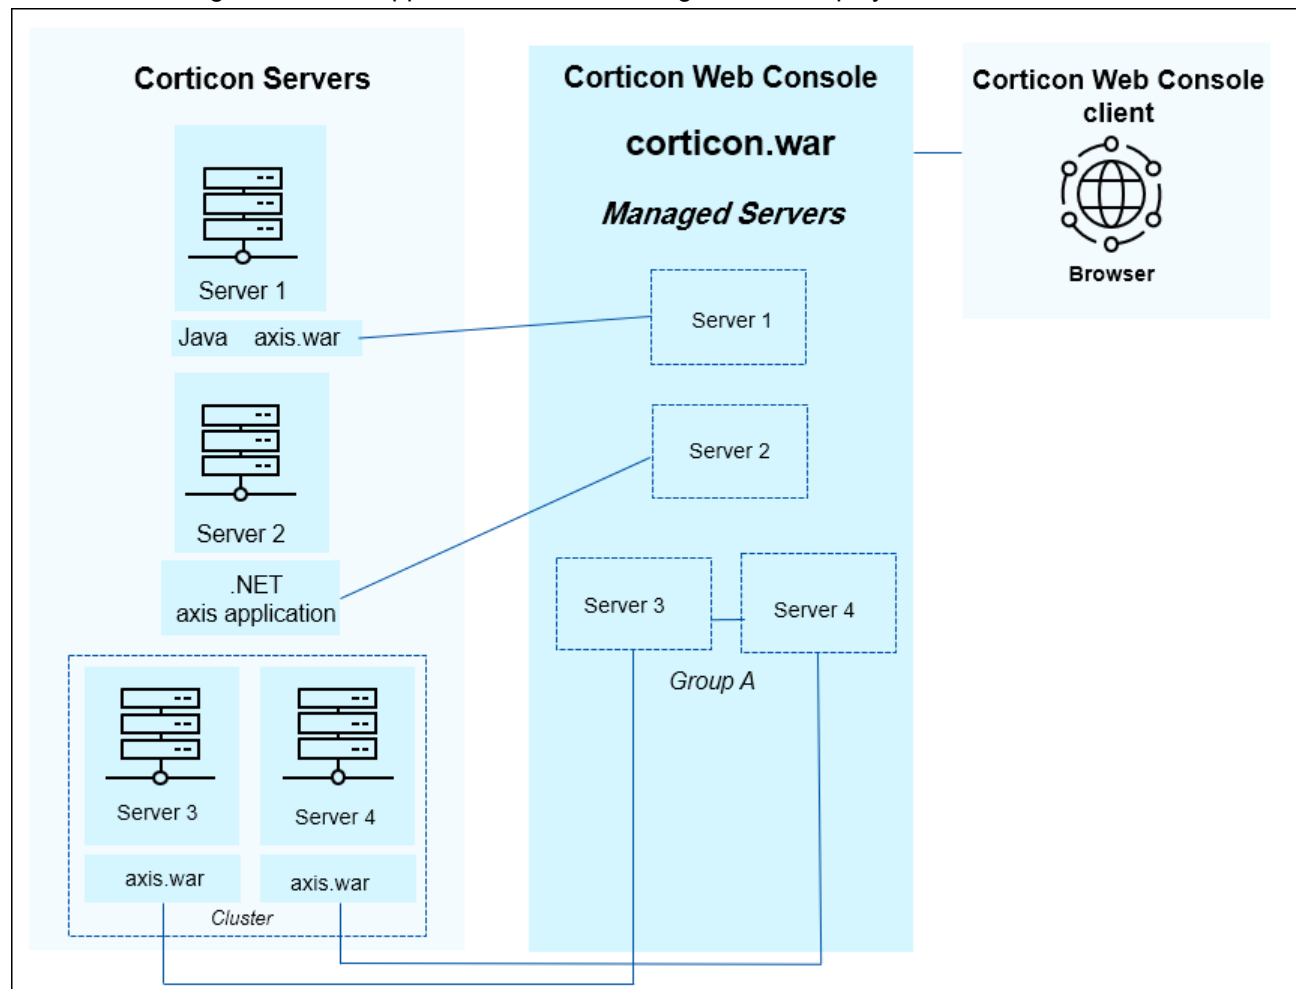 Corticon Servers
Server 1
Java axis.war
Server 2
.NET
axis application
Server 3
Server 4
axis.war
axis.war
Cluster
Corticon Web Console
corticon.war
Managed Servers
Server 1
Server 2
Server 3
Server 4
Group A
Corticon Web Console
client
Browser